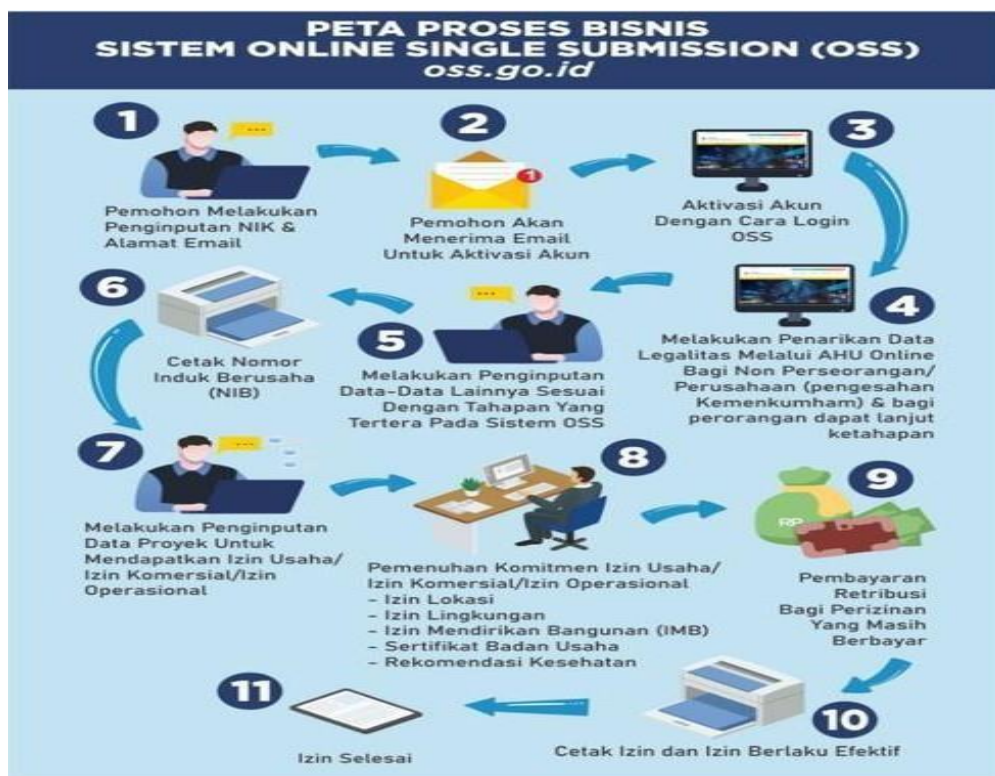 PETA PROSES BISNIS
SISTEM ONLINE SINGLE SUBMISSION (OSS)
oss.go.id
1
Pemohon Melakukan
Penginputan NIK &
Alamat Email
2
1
Pemohon Akan
Menerima Email
Untuk Aktivasi Akun
3
Aktivasi Akun
Dengan Cara Login
OSS
4
Melakukan Penarikan Data
Legalitas Melalui AHU Online
Bagi Non Perseorangan/
Perusahaan (pengesahan
Kemenkumham) & bagi
perorangan dapat lanjut
ketahapan
5
Melakukan Penginputan
Data-Data Lainnya Sesuai
Dengan Tahapan Yang
Tertera Pada Sistem OSS
6
Cetak Nomor
Induk Berusaha
(NIB)
7
Melakukan Penginputan
Data Proyek Untuk
Mendapatkan Izin Usaha/
Izin Komersial/Izin
Operasional
8
Pemenuhan Komitmen Izin Usaha/
Izin Komersial/Izin Operasional
- Izin Lokasi
- Izin Lingkungan
- Izin Mendirikan Bangunan (IMB)
- Sertifikat Badan Usaha
- Rekomendasi Kesehatan
9
RP
Pembayaran
Retribusi
Bagi Perizinan
Yang Masih
Berbayar
10
Cetak Izin dan Izin Berlaku Efektif
11
Izin Selesai